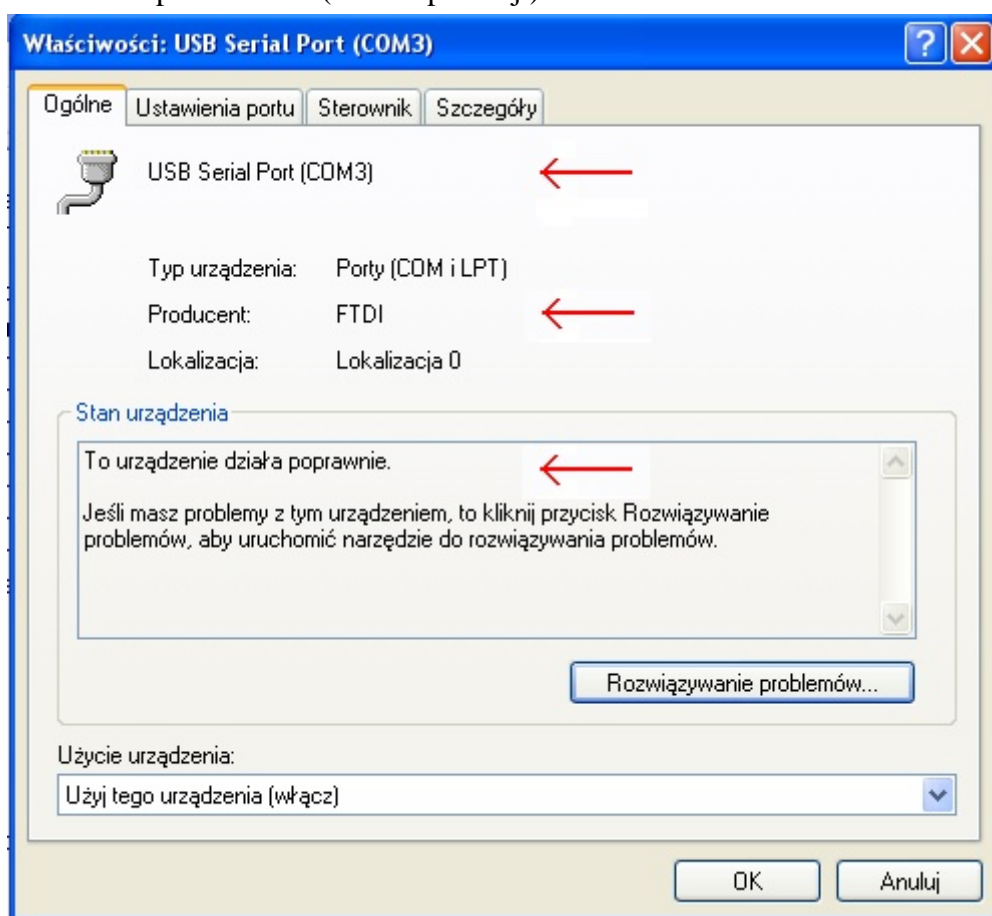 Właściwości: USB Serial Port (COM3)
Ogólne Ustawienia portu Sterownik Szczegóły
USB Serial Port (COM3)
Typ urządzenia: Porty (COM i LPT)
Producent: FTDI
Lokalizacja: Lokalizacja 0
Stan urządzenia
To urządzenie działa poprawnie.
Jeśli masz problemy z tym urządzeniem, to kliknij przycisk Rozwiązywanie
problemów, aby uruchomić narzędzie do rozwiązywania problemów.
Rozwiązywanie problemów...
Użycie urządzenia:
Użyj tego urządzenia (włącz)
OK Anuluj